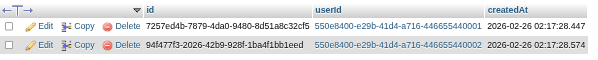 id userId createdAt
Edit Copy Delete 7257ed4b-7879-4da0-9480-8d51a8c32cf5 550e8400-e29b-41d4-a716-446655440001 2026-02-26 02:17:28.447
Edit Copy Delete 94f477f3-2026-42b9-928f-1ba4f1bb1eed 550e8400-e29b-41d4-a716-446655440002 2026-02-26 02:17:28.574